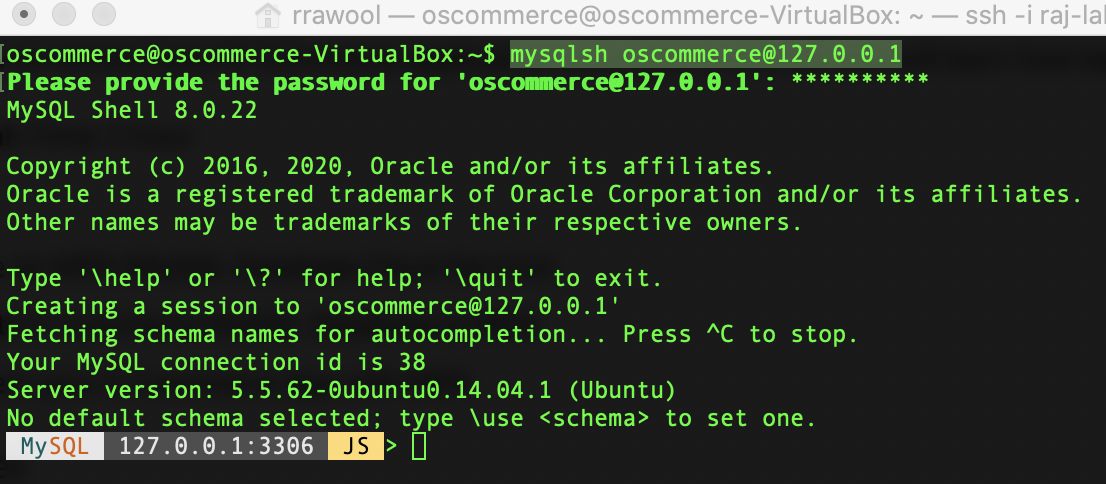 rrawool — oscommerce@oscommerce-VirtualBox: ~ — ssh -i raj-la
[oscommerce@oscommerce-VirtualBox:~$ mysqlsh oscommerce@127.0.0.1
[Please provide the password for 'oscommerce@127.0.0.1': **********
MySQL Shell 8.0.22
Copyright (c) 2016, 2020, Oracle and/or its affiliates.
Oracle is a registered trademark of Oracle Corporation and/or its affiliates.
Other names may be trademarks of their respective owners.
Type '\help' or '\?' for help; '\quit' to exit.
Creating a session to 'oscommerce@127.0.0.1'
Fetching schema names for autocompletion... Press ^C to stop.
Your MySQL connection id is 38
Server version: 5.5.62-0ubuntu0.14.04.1 (Ubuntu)
No default schema selected; type \use <schema> to set one.
MySQL 127.0.0.1:3306 JS >